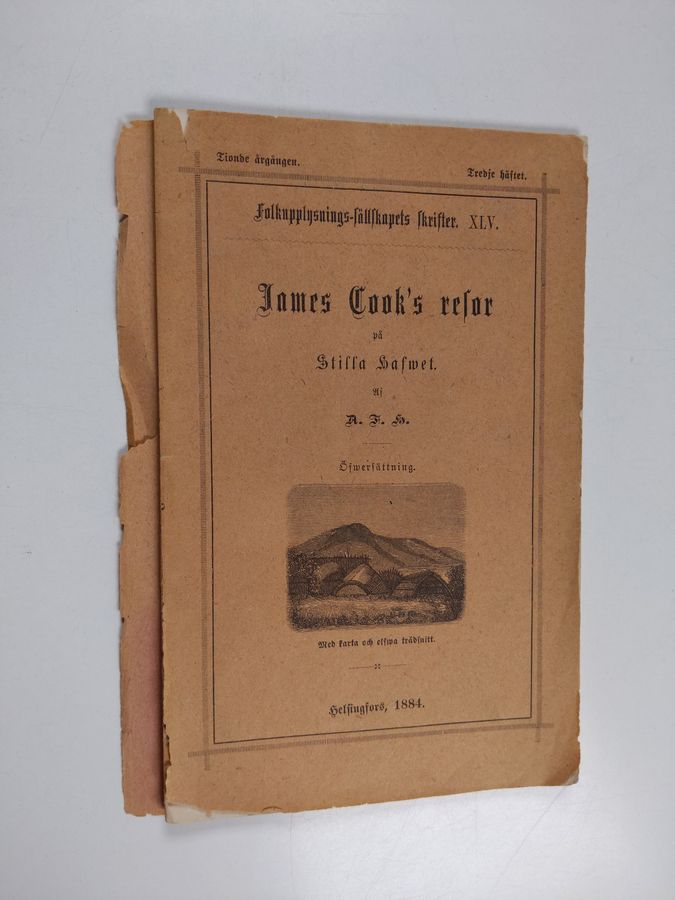 Tionde årgången.
Tredje häftet.
Folkupplysnings-sällskapets skrifter. XLV.
James Cook's resor
på
Stilla Hafwet.
Af
A. F. H.
Öfwersättning.
Med karta och elfwa trädsnitt.
Helsingfors, 1884.